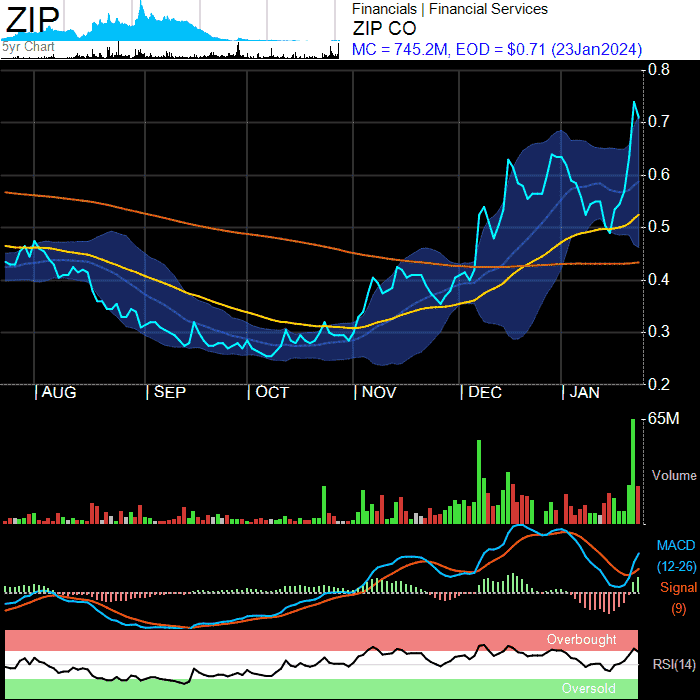 ZIP
5yr Chart
Financials | Financial Services
ZIP CO
MC = 745.2M, EOD = $0.71 (23Jan2024)
0.8
0.7
0.6
0.5
0.4
0.3
0.2
| AUG | SEP | OCT | NOV | DEC | JAN
65M
Volume
MACD
(12-26)
Signal
(9)
Overbought
RSI(14)
Oversold